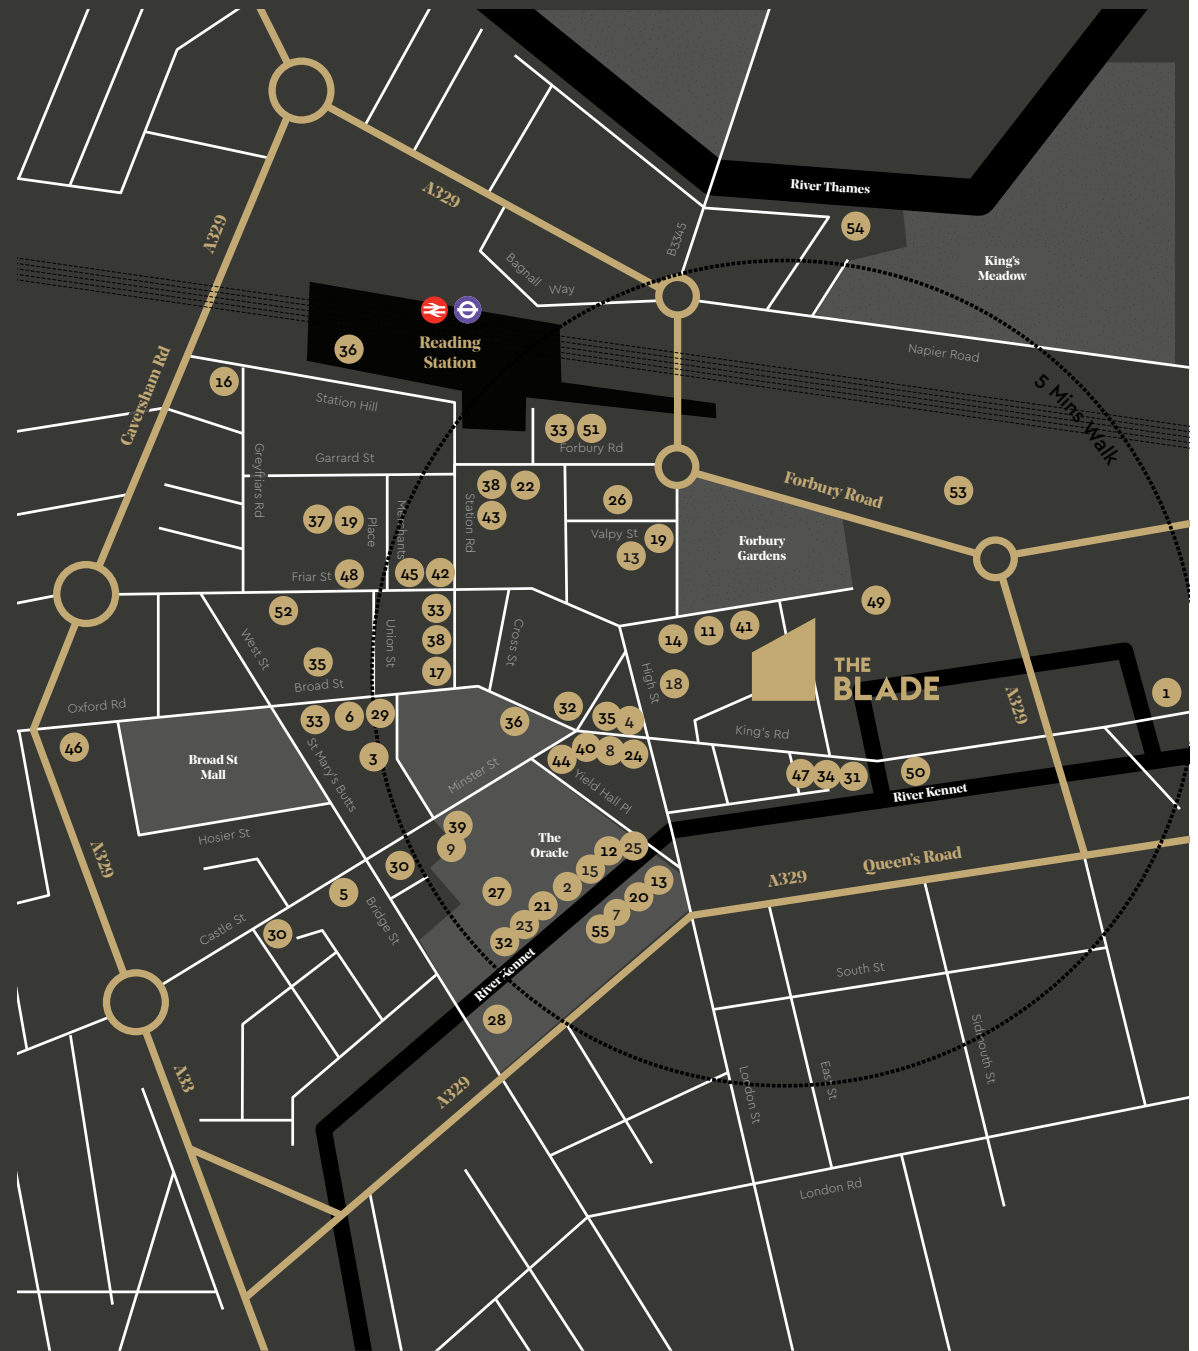 River Thames
54
A329
A329
B3345
King's
Meadow
Bagnall
Way
Reading
Station
36
Napier Road
16
Caversham Rd
Station Hill
5 Mins Walk
33
51
Forbury Rd
Greyfriars Rd
Garrard St
38
22
Forbury Road
53
26
43
Station Rd
37
19
Place
Merchants
Valpy St
19
13
Forbury
Gardens
Friar St
48
45
42
52
33
49
West St
Union St
38
Cross St
14
11
41
35
17
High St
18
THE
BLADE
Broad St
1
A329
Oxford Rd
33
6
29
36
32
35
4
King's Rd
46
Broad St
Mall
St Mary's Butts
3
44
40
8
24
47
34
31
50
Minster St
Yield Hall Pl
River Kennet
39
Hosier St
9
The
Oracle
12
25
A329
30
15
Queen's Road
A329
5
27
2
13
21
20
Castle St
30
Bridge St
23
7
32
55
River Kennet
South St
28
Sidmouth St
A33
A329
London St
East St
London Rd